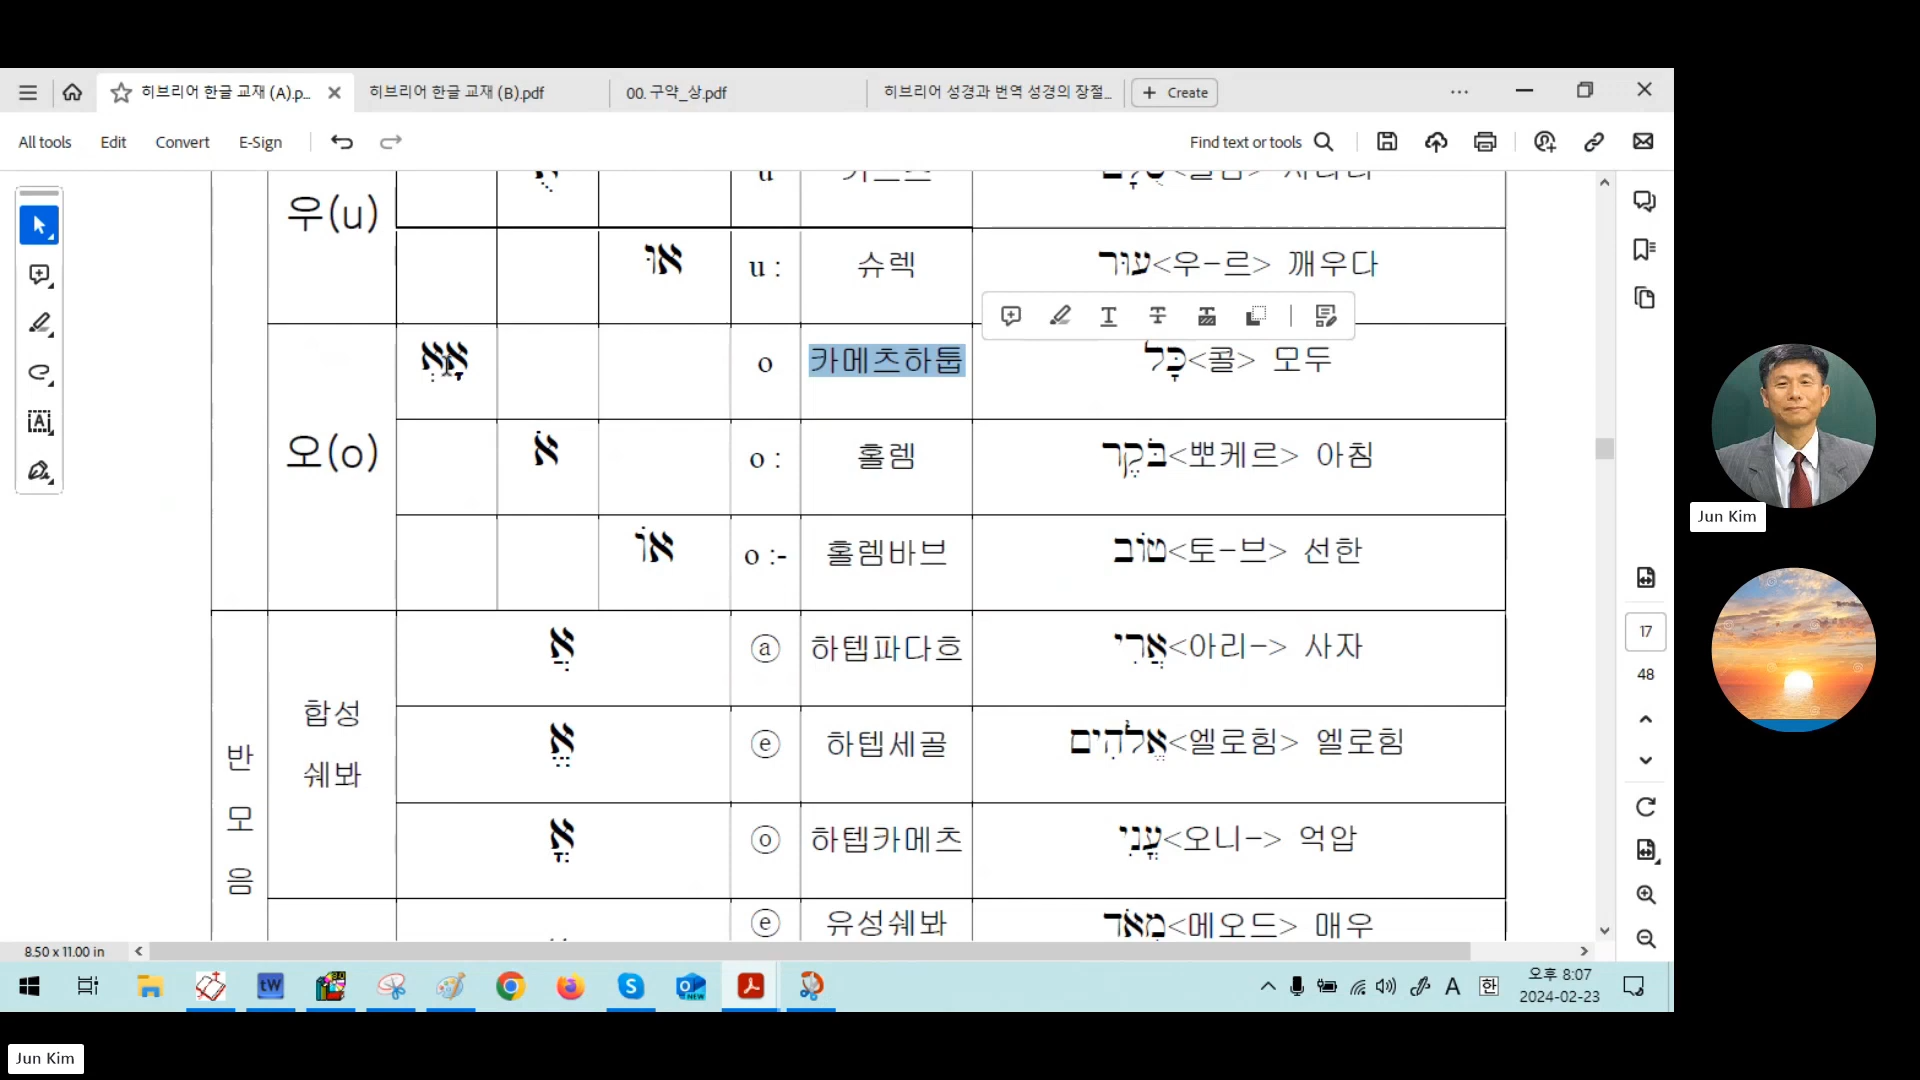 히브리어 한글 교재 (A).p...
히브리어 한글 교재 (B).pdf
00. 구약_상.pdf
히브리어 성경과 번역 성경의 장절...
Create
All tools
Edit
Convert
E-Sign
Find text or tools
우(u)
אוּ
u :
슈렉
עוּר<우-르> 깨우다
오(o)
אָאְ
o
카메츠하툽
כָּל<콜> 모두
אֹ
o :
홀렘
בֹּקֶר<뽀케르> 아침
אוֹ
o :-
홀렘바브
טוֹב<토-브> 선한
반모음
합성
쉐봐
אֲ
ⓐ
하텝파다흐
אֲרִי<아리-> 사자
אֱ
ⓔ
하텝세골
אֱלֹהִים<엘로힘> 엘로힘
אֳ
ⓞ
하텝카메츠
עֳנִי<오니-> 억압
ⓔ
유성쉐봐
מְאֹד<메오드> 매우
17
48
8.50 x 11.00 in
오후 8:07
2024-02-23
한
A
Jun Kim
Jun Kim